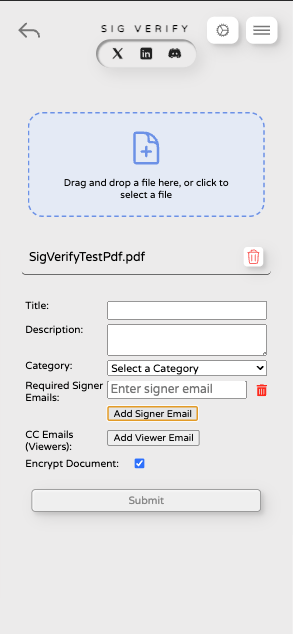 SIG VERIFY
Drag and drop a file here, or click to
select a file
SigVerifyTestPdf.pdf
Title:
Description:
Category:
Select a Category
Required Signer
Emails:
Enter signer email
Add Signer Email
CC Emails
(Viewers):
Add Viewer Email
Encrypt Document:
Submit